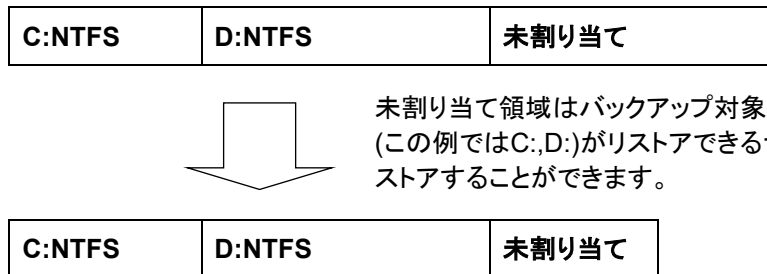 C:NTFS D:NTFS 未割り当て
未割り当て領域はバックアップ対象
(この例ではC:,D:)がリストアできる
ストアすることができます。
C:NTFS D:NTFS 未割り当て